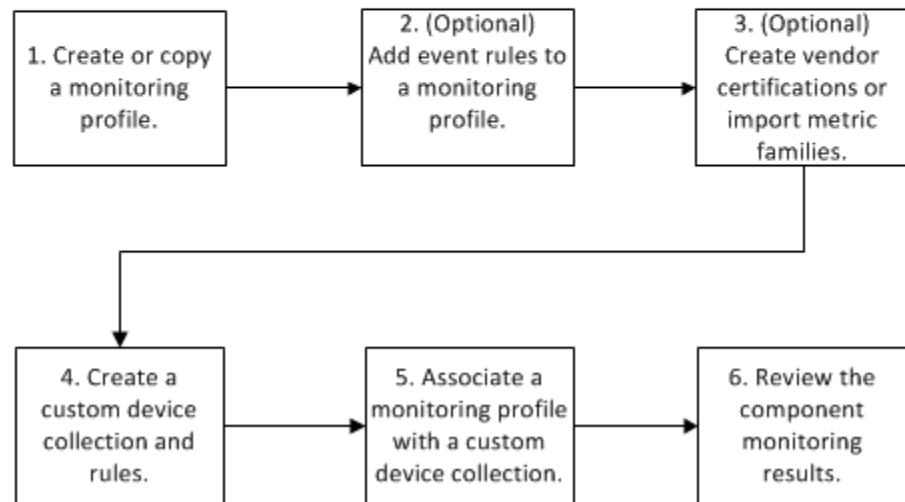 1. Create or copy
a monitoring
profile.
2. (Optional)
Add event rules to
a monitoring
profile.
3. (Optional)
Create vendor
certifications or
import metric
families.
4. Create a
custom device
collection and
rules.
5. Associate a
monitoring profile
with a custom
device collection.
6. Review the
component
monitoring
results.